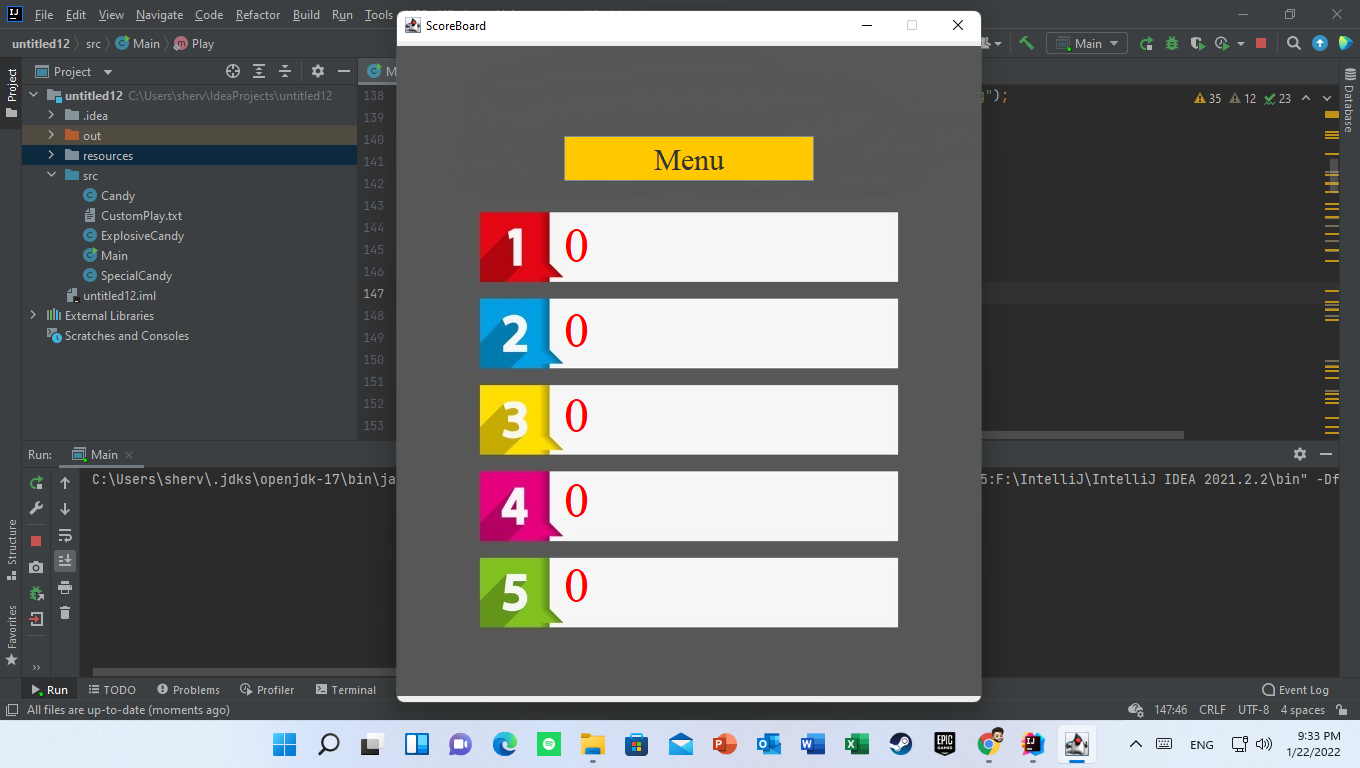 File Edit View Navigate Code Refactor Build Run Tools
ScoreBoard
untitled12 src Main Play
Main
Project
Project
untitled12 C:\Users\sherv\IdeaProjects\untitled12
.idea
out
resources
src
Candy
CustomPlay.txt
ExplosiveCandy
Main
SpecialCandy
untitled12.iml
External Libraries
Scratches and Consoles
138
139
140
141
142
143
144
145
146
147
148
149
150
151
152
153
");
35 12 23
Database
Menu
1 0
2 0
3 0
4 0
5 0
Run: Main
C:\Users\sherv\.jdks\openjdk-17\bin\ja
5:F:\IntelliJ\IntelliJ IDEA 2021.2.2\bin" -Df
Structure
Favorites
Run TODO Problems Profiler Terminal
Event Log
All files are up-to-date (moments ago)
147:46 CRLF UTF-8 4 spaces
ENG
9:33 PM
1/22/2022